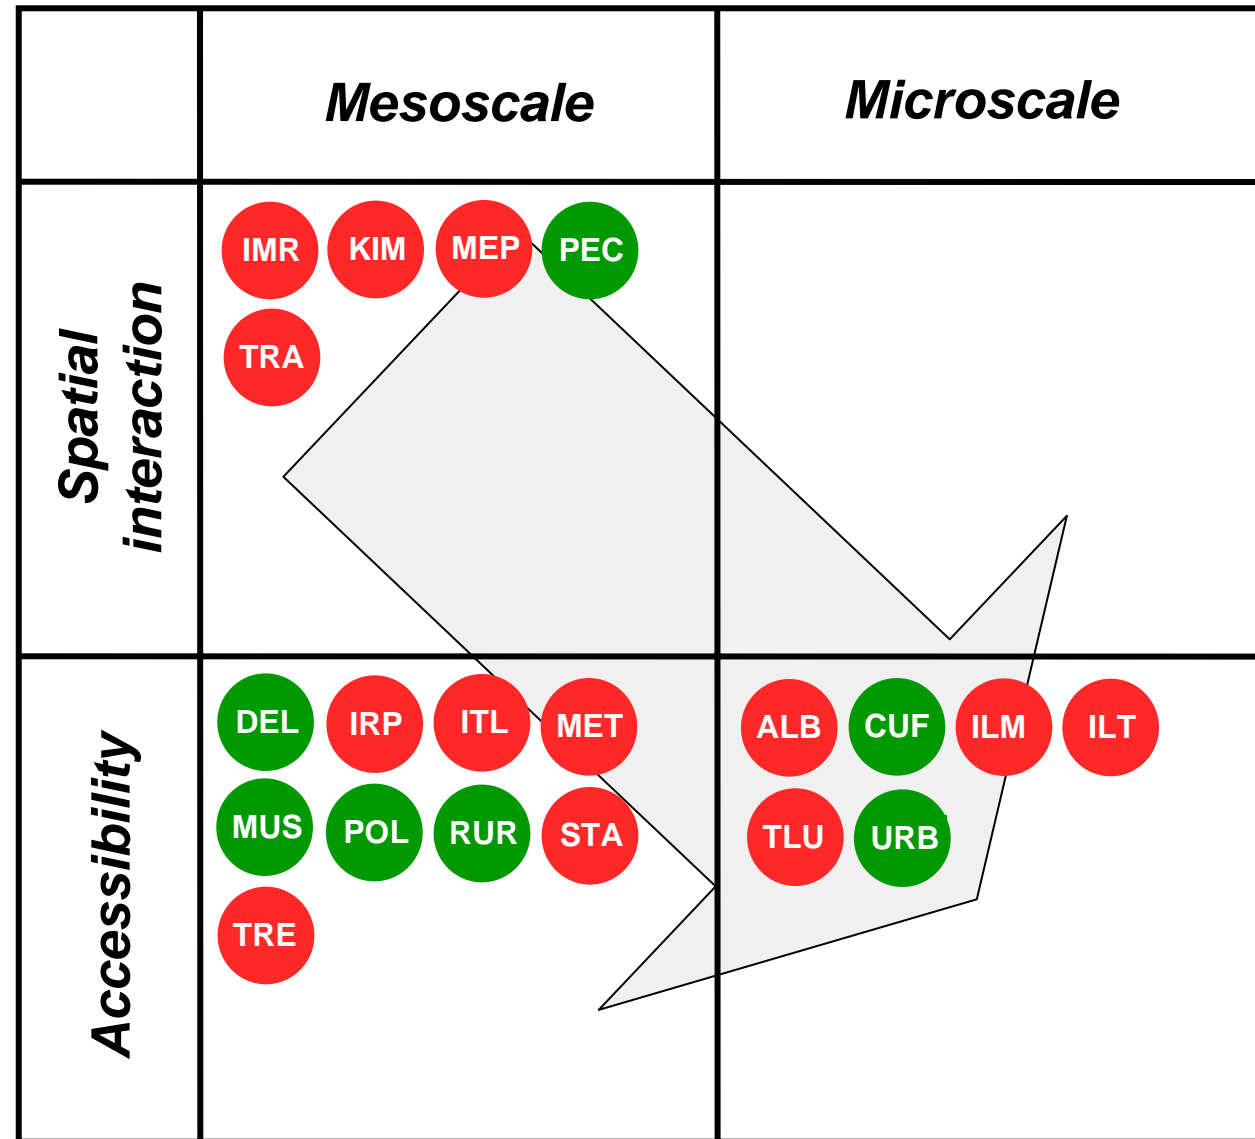 Mesoscale Microscale
Spatial
interaction
IMR KIM MEP PEC
TRA
Accessibility
DEL IRP ITL MET
MUS POL RUR STA
TRE
ALB CUF ILM ILT
TLU URB